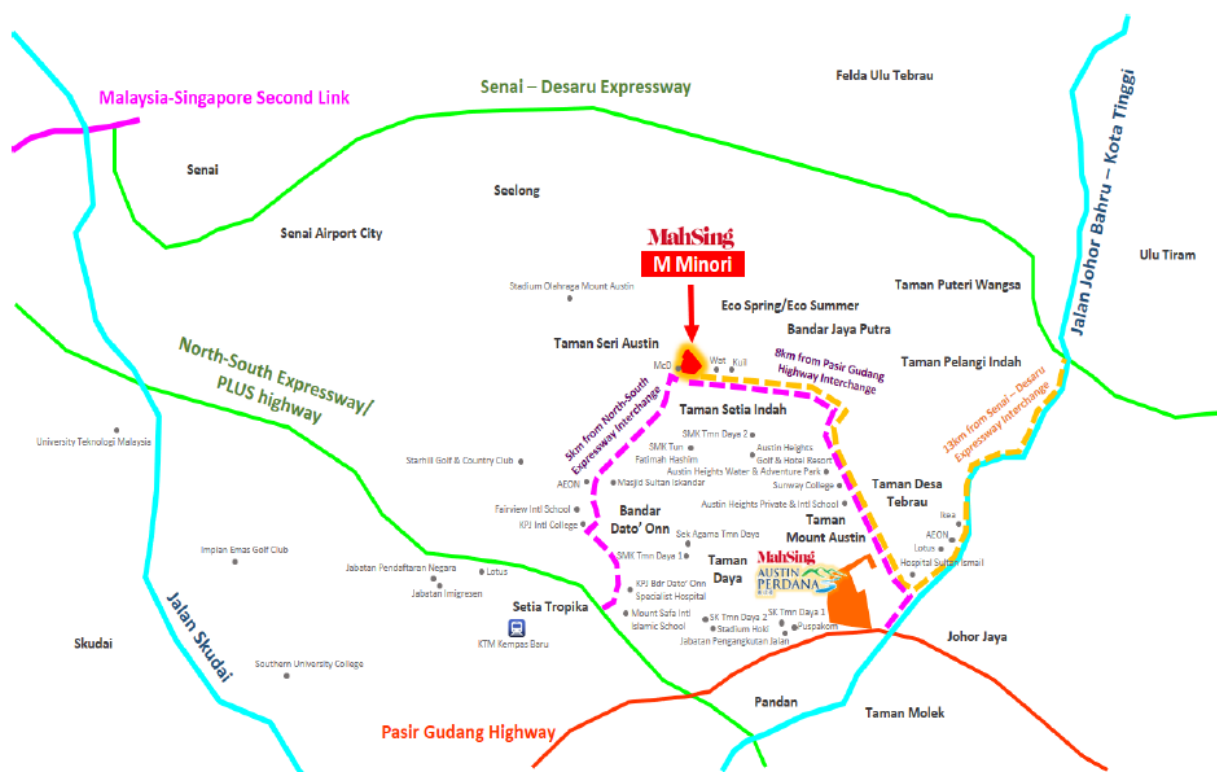 Felda Ulu Tebrau
Senai – Desaru Expressway
Malaysia-Singapore Second Link
Jalan Johor Bahru – Kota Tinggi
Senai
Seelong
Senai Airport City
MahSing
M Minori
Ulu Tiram
Stadium Olehraga Mount Austin
Taman Puteri Wangsa
Eco Spring/Eco Summer
Bandar Jaya Putra
Taman Seri Austin
McD
Wat
Kuil
8km from Pasir Gudang
Highway Interchange
Taman Pelangi Indah
North-South Expressway/
PLUS highway
5km from North-South
Expressway Interchange
Taman Setia Indah
13km from Senai – Desaru
Expressway Interchange
University Teknologi Malaysia
SMK Tmn Daya 2
SMK Tun
Fatimah Hashim
Austin Heights
Golf & Hotel Resort
Starhill Golf & Country Club
Austin Heights Water & Adventure Park
AEON
Masjid Sultan Iskandar
Sunway College
Taman Desa
Tebrau
Fairview Intl School
Bandar
Dato' Onn
Austin Heights Private & Intl School
KPJ Intl College
Taman
Mount Austin
Ikea
AEON
Lotus
Sek Agama Tmn Daya
Impian Emas Golf Club
SMK Tmn Daya 1
Taman
Daya
MahSing
AUSTIN
PERDANA
Hospital Sultan Ismail
Jabatan Pendaftaran Negara
Lotus
Jabatan Imigresen
KPJ Bdr Dato' Onn
Specialist Hospital
Setia Tropika
Mount Safa Intl
Islamic School
SK Tmn Daya 2
SK Tmn Daya 1
Stadium Hoki
Puspakom
Jabatan Pengangkutan Jalan
Johor Jaya
KTM Kempas Baru
Skudai
Jalan Skudai
Southern University College
Pandan
Taman Molek
Pasir Gudang Highway